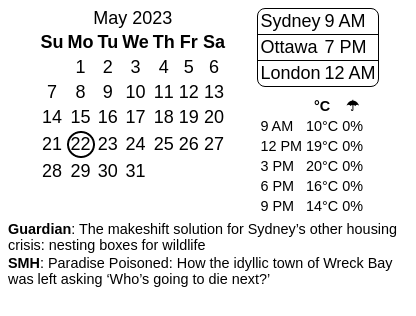 May 2023
Su Mo Tu We Th Fr Sa
1 2 3 4 5 6
7 8 9 10 11 12 13
14 15 16 17 18 19 20
21 22 23 24 25 26 27
28 29 30 31
Sydney 9 AM
Ottawa 7 PM
London 12 AM
°C ☂
9 AM 10°C 0%
12 PM 19°C 0%
3 PM 20°C 0%
6 PM 16°C 0%
9 PM 14°C 0%
Guardian: The makeshift solution for Sydney’s other housing
crisis: nesting boxes for wildlife
SMH: Paradise Poisoned: How the idyllic town of Wreck Bay
was left asking ‘Who’s going to die next?’